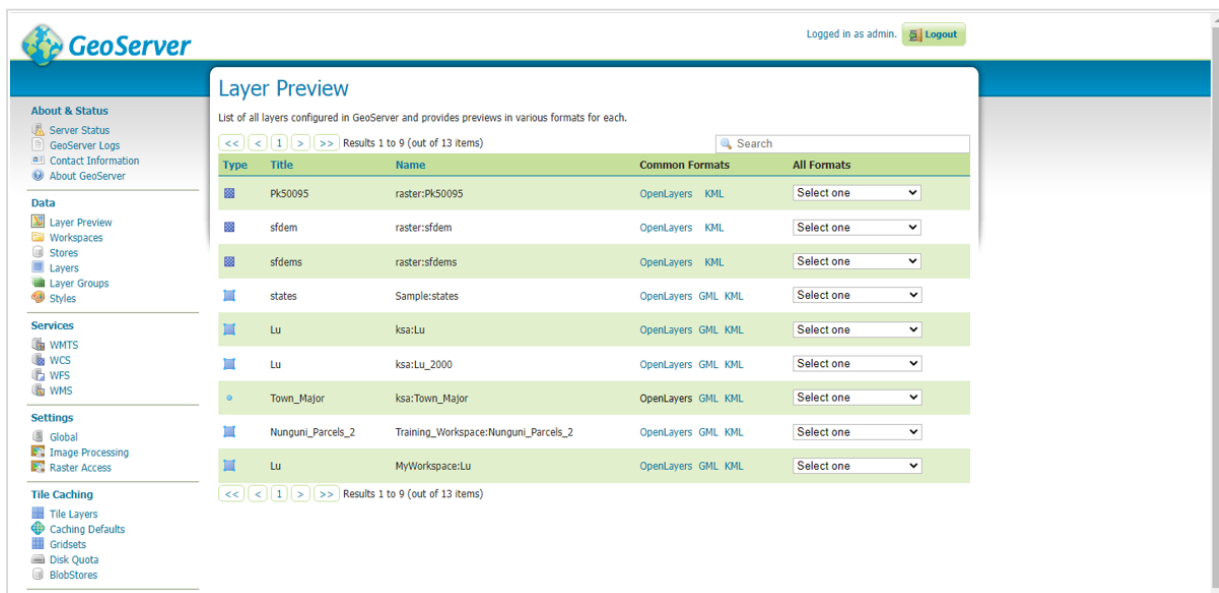 GeoServer
Logged in as admin. Logout
About & Status
Server Status
GeoServer Logs
Contact Information
About GeoServer
Data
Layer Preview
Workspaces
Stores
Layers
Layer Groups
Styles
Services
WMTS
WCS
WFS
WMS
Settings
Global
Image Processing
Raster Access
Tile Caching
Tile Layers
Caching Defaults
Gridsets
Disk Quota
BlobStores
Layer Preview
List of all layers configured in GeoServer and provides previews in various formats for each.
<< < 1 > >> Results 1 to 9 (out of 13 items) Search
Type Title Name Common Formats All Formats
Pk50095 raster:Pk50095 OpenLayers KML Select one
sfdem raster:sfdem OpenLayers KML Select one
sfdems raster:sfdems OpenLayers KML Select one
states Sample:states OpenLayers GML KML Select one
Lu ksa:Lu OpenLayers GML KML Select one
Lu ksa:Lu_2000 OpenLayers GML KML Select one
Town_Major ksa:Town_Major OpenLayers GML KML Select one
Nunguni_Parcels_2 Training_Workspace:Nunguni_Parcels_2 OpenLayers GML KML Select one
Lu MyWorkspace:Lu OpenLayers GML KML Select one
<< < 1 > >> Results 1 to 9 (out of 13 items)